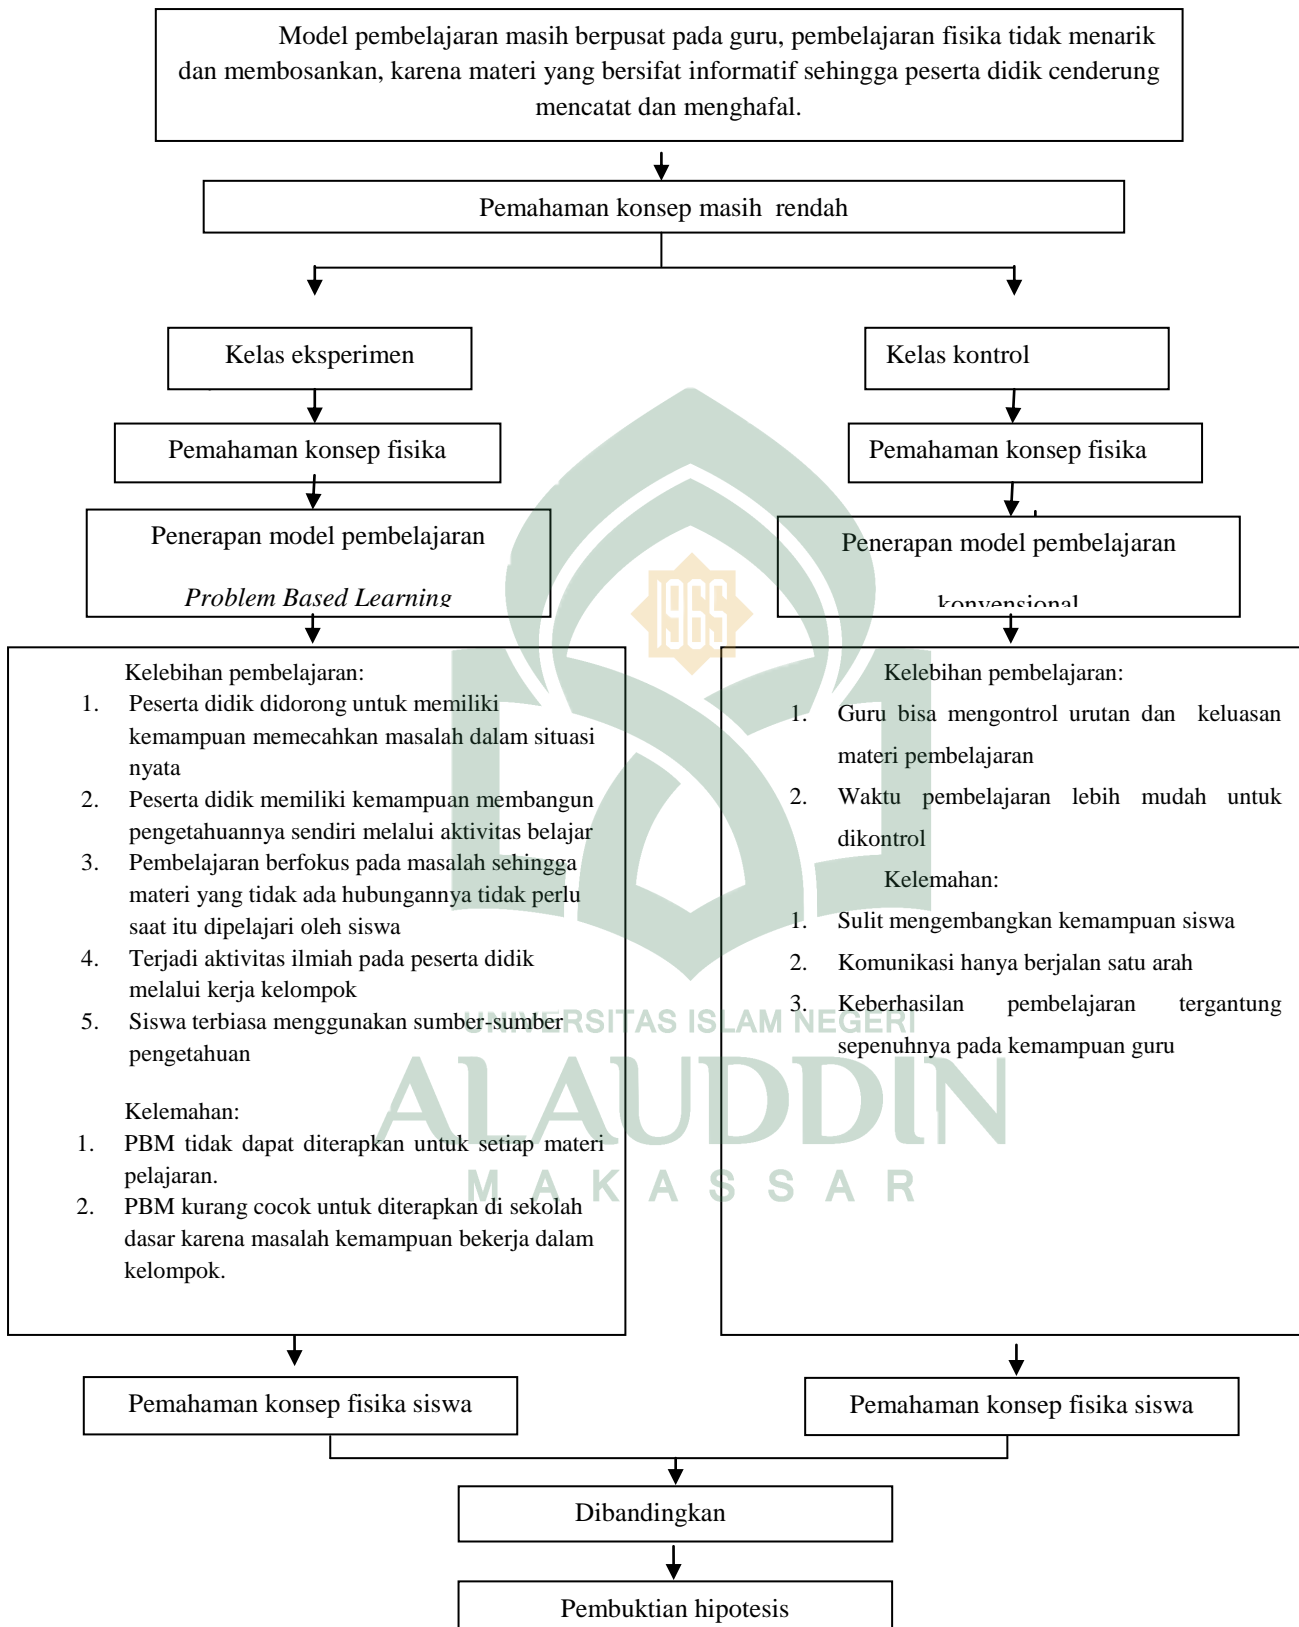 Model pembelajaran masih berpusat pada guru, pembelajaran fisika tidak menarik
dan membosankan, karena materi yang bersifat informatif sehingga peserta didik cenderung
mencatat dan menghafal.
Pemahaman konsep masih rendah
Kelas eksperimen
Pemahaman konsep fisika
Penerapan model pembelajaran
Problem Based Learning
Kelebihan pembelajaran:
1. Peserta didik didorong untuk memiliki
kemampuan memecahkan masalah dalam situasi
nyata
2. Peserta didik memiliki kemampuan membangun
pengetahuannya sendiri melalui aktivitas belajar
3. Pembelajaran berfokus pada masalah sehingga
materi yang tidak ada hubungannya tidak perlu
saat itu dipelajari oleh siswa
4. Terjadi aktivitas ilmiah pada peserta didik
melalui kerja kelompok
5. Siswa terbiasa menggunakan sumber-sumber
pengetahuan
Kelemahan:
1. PBM tidak dapat diterapkan untuk setiap materi
pelajaran.
2. PBM kurang cocok untuk diterapkan di sekolah
dasar karena masalah kemampuan bekerja dalam
kelompok.
Pemahaman konsep fisika siswa
Kelas kontrol
Pemahaman konsep fisika
Penerapan model pembelajaran
konvensional
Kelebihan pembelajaran:
1. Guru bisa mengontrol urutan dan keluasan
materi pembelajaran
2. Waktu pembelajaran lebih mudah untuk
dikontrol
Kelemahan:
1. Sulit mengembangkan kemampuan siswa
2. Komunikasi hanya berjalan satu arah
3. Keberhasilan pembelajaran tergantung
sepenuhnya pada kemampuan guru
Pemahaman konsep fisika siswa
Dibandingkan
Pembuktian hipotesis
1965
UNIVERSITAS ISLAM NEGERI
ALAUDDIN
MAKASSAR